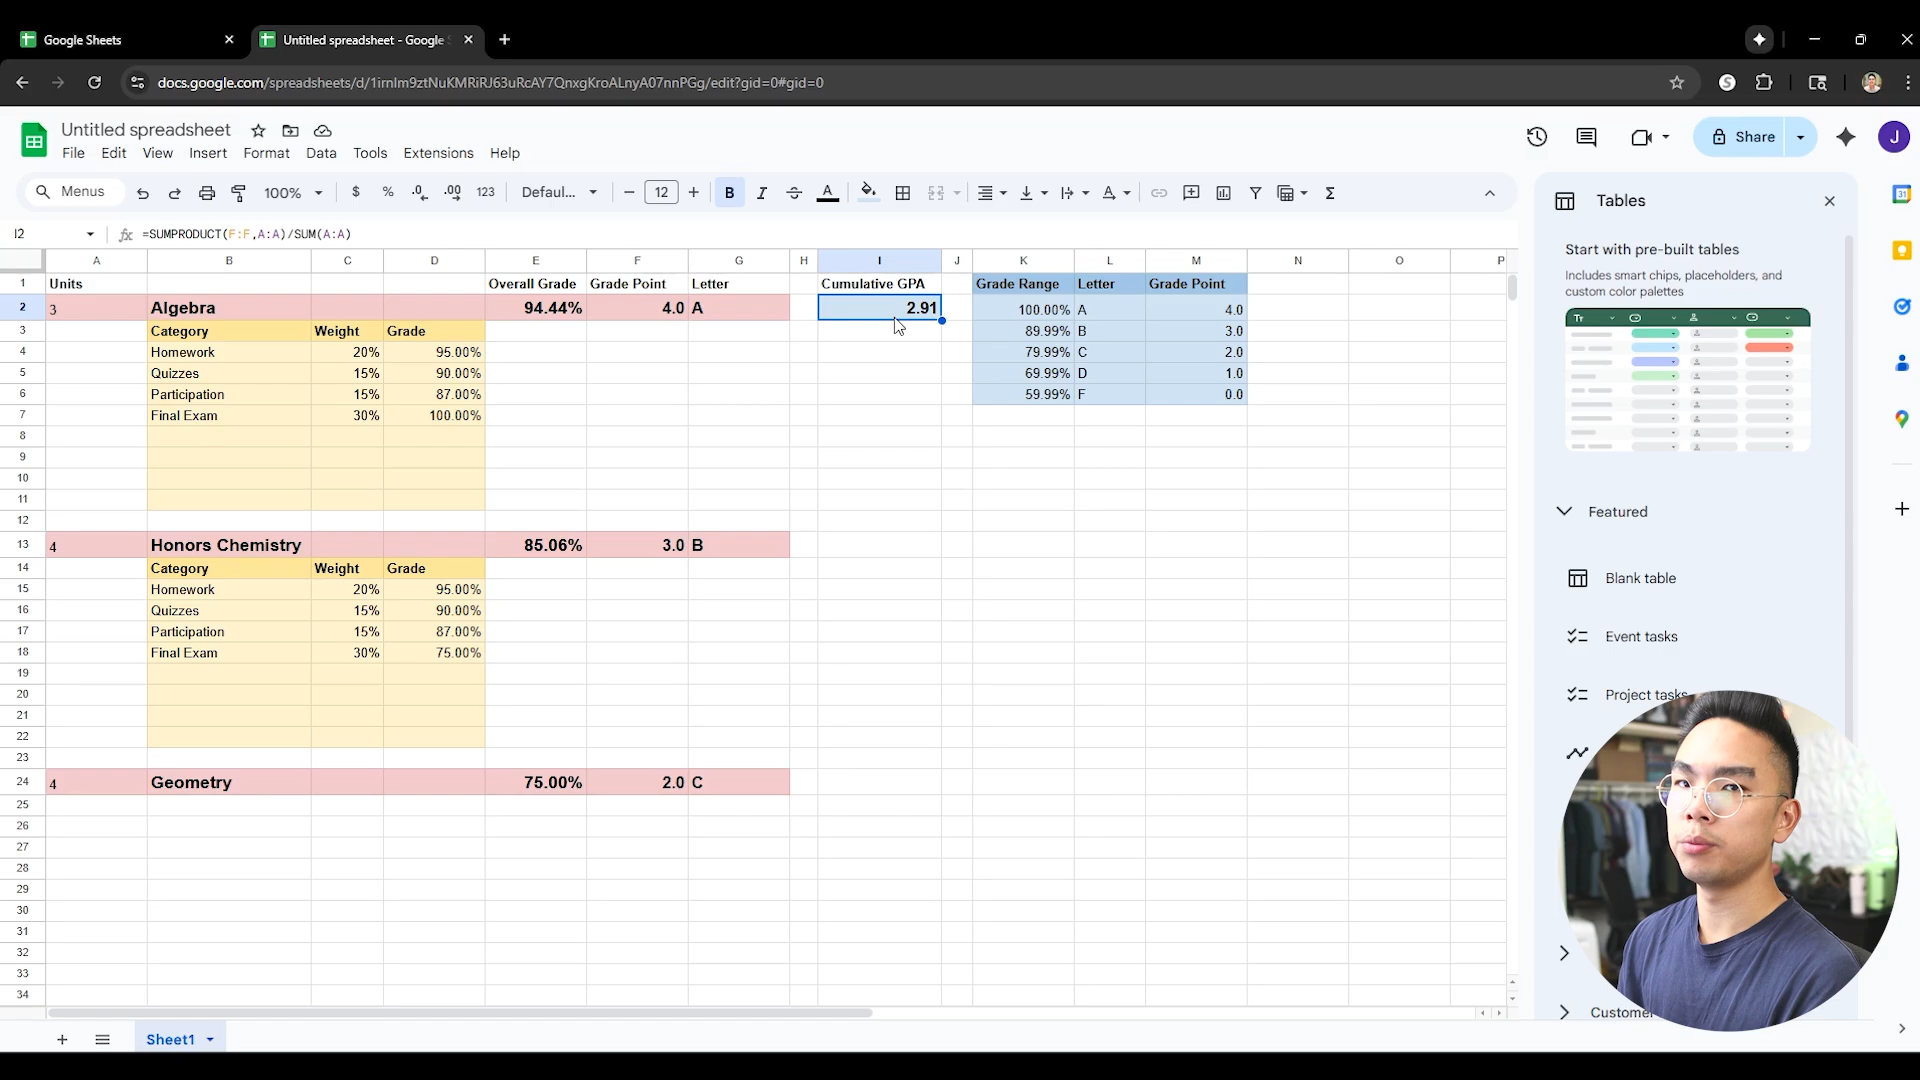 Google Sheets
Untitled spreadsheet - Google S
docs.google.com/spreadsheets/d/1irnIm9ztNuKMRiRJ63uRcAY7QnxgKroALnyA07nnPGg/edit?gid=0#gid=0
Untitled spreadsheet
Share
J
File Edit View Insert Format Data Tools Extensions Help
Menus 100% $ % .0 .00 123 Defaul... 12 B I A Σ
I2 fx =SUMPRODUCT(F:F,A:A)/SUM(A:A)
A B C D E F G H I J K L M N O P
1 Units Overall Grade Grade Point Letter Cumulative GPA Grade Range Letter Grade Point
2 3 Algebra 94.44% 4.0 A 2.91 100.00% A 4.0
3 Category Weight Grade 89.99% B 3.0
4 Homework 20% 95.00% 79.99% C 2.0
5 Quizzes 15% 90.00% 69.99% D 1.0
6 Participation 15% 87.00% 59.99% F 0.0
7 Final Exam 30% 100.00%
8
9
10
11
12
13 4 Honors Chemistry 85.06% 3.0 B
14 Category Weight Grade
15 Homework 20% 95.00%
16 Quizzes 15% 90.00%
17 Participation 15% 87.00%
18 Final Exam 30% 75.00%
19
20
21
22
23
24 4 Geometry 75.00% 2.0 C
25
26
27
28
29
30
31
32
33
34
Sheet1
Tables
Start with pre-built tables
Includes smart chips, placeholders, and
custom color palettes
Tт
Featured
Blank table
Event tasks
Project tasks
Customer
31